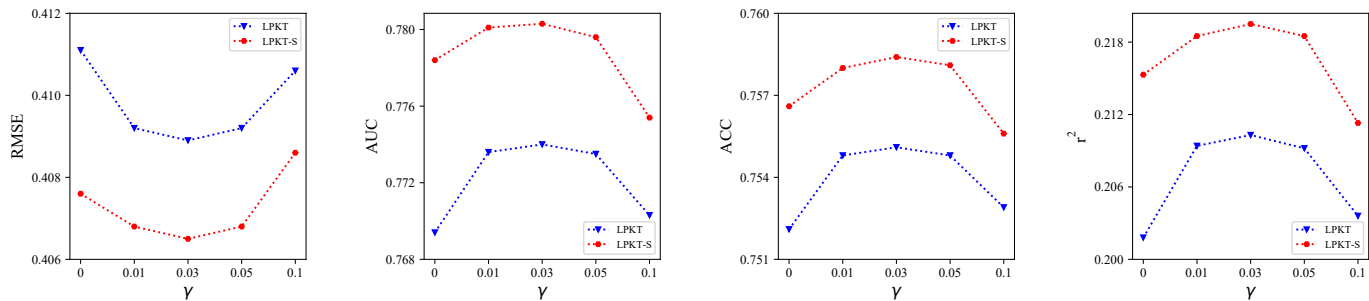 0.412
0.410
0.408
0.406
RMSE
LPKT
LPKT-S
0 0.01 0.03 0.05 0.1
γ
0.780
0.776
0.772
0.768
AUC
LPKT
LPKT-S
0 0.01 0.03 0.05 0.1
γ
0.760
0.757
0.754
0.751
ACC
LPKT
LPKT-S
0 0.01 0.03 0.05 0.1
γ
0.218
0.212
0.206
0.200
r²
LPKT
LPKT-S
0 0.01 0.03 0.05 0.1
γ